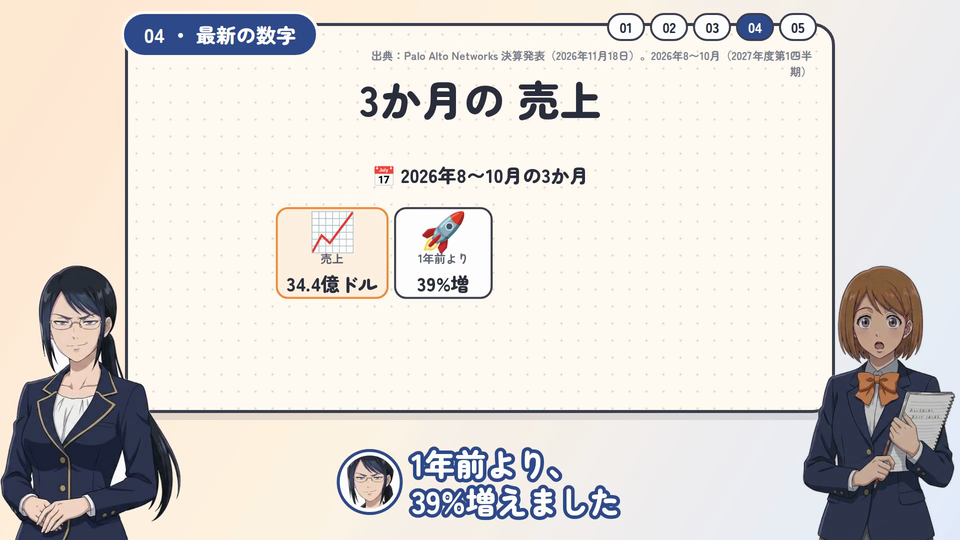 04 ・ 最新の数字
01 02 03 04 05
出典：Palo Alto Networks 決算発表（2026年11月18日）。2026年8〜10月（2027年度第1四半
期）
3か月の 売上
July
17
2026年8〜10月の3か月
売上
34.4億ドル
1年前より
39%増
1年前より、
39%増えました